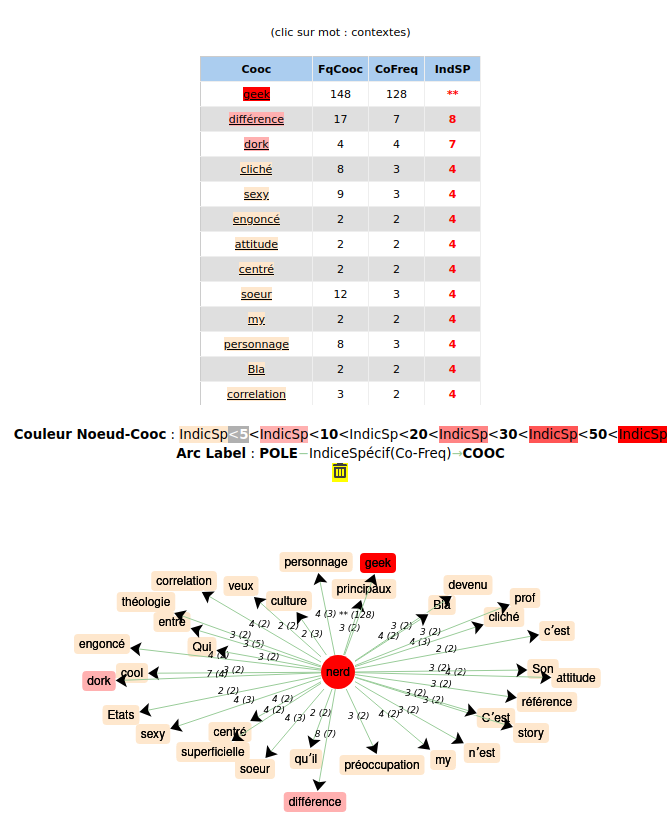 (clic sur mot : contextes)
Cooc FqCooc CoFreq IndSP
geek 148 128 **
différence 17 7 8
dork 4 4 7
cliché 8 3 4
sexy 9 3 4
engoncé 2 2 4
attitude 2 2 4
centré 2 2 4
soeur 12 3 4
my 2 2 4
personnage 8 3 4
Bla 2 2 4
correlation 3 2 4
Couleur Noeud-Cooc : IndicSp<5<IndicSp<10<IndicSp<20<IndicSp<30<IndicSp<50<IndicSp
Arc Label : POLE−IndiceSpécif(Co-Freq)→COOC
personnage geek
correlation veux principaux devenu
théologie culture Bla prof
entre 4 (3) ** (128) cliché
4 (2) 2 (2) 3 (2) 3 (2) c’est
3 (2) 2 (3) 4 (2) 3 (2)
engoncé Qui 3 (5) 4 (3)
3 (2) 2 (2)
dork cool 7 (4) 3 (2) nerd 3 (2) 4 (2) Son attitude
2 (2) 3 (2)
4 (3) 4 (2) 3 (2) 3 (2) référence
Etats 4 (2) 4 (3) 2 (2) 3 (2) 4 (2) 3 (2) C’est
sexy centré 8 (7) story
superficielle n’est
soeur qu’il préoccupation my
différence